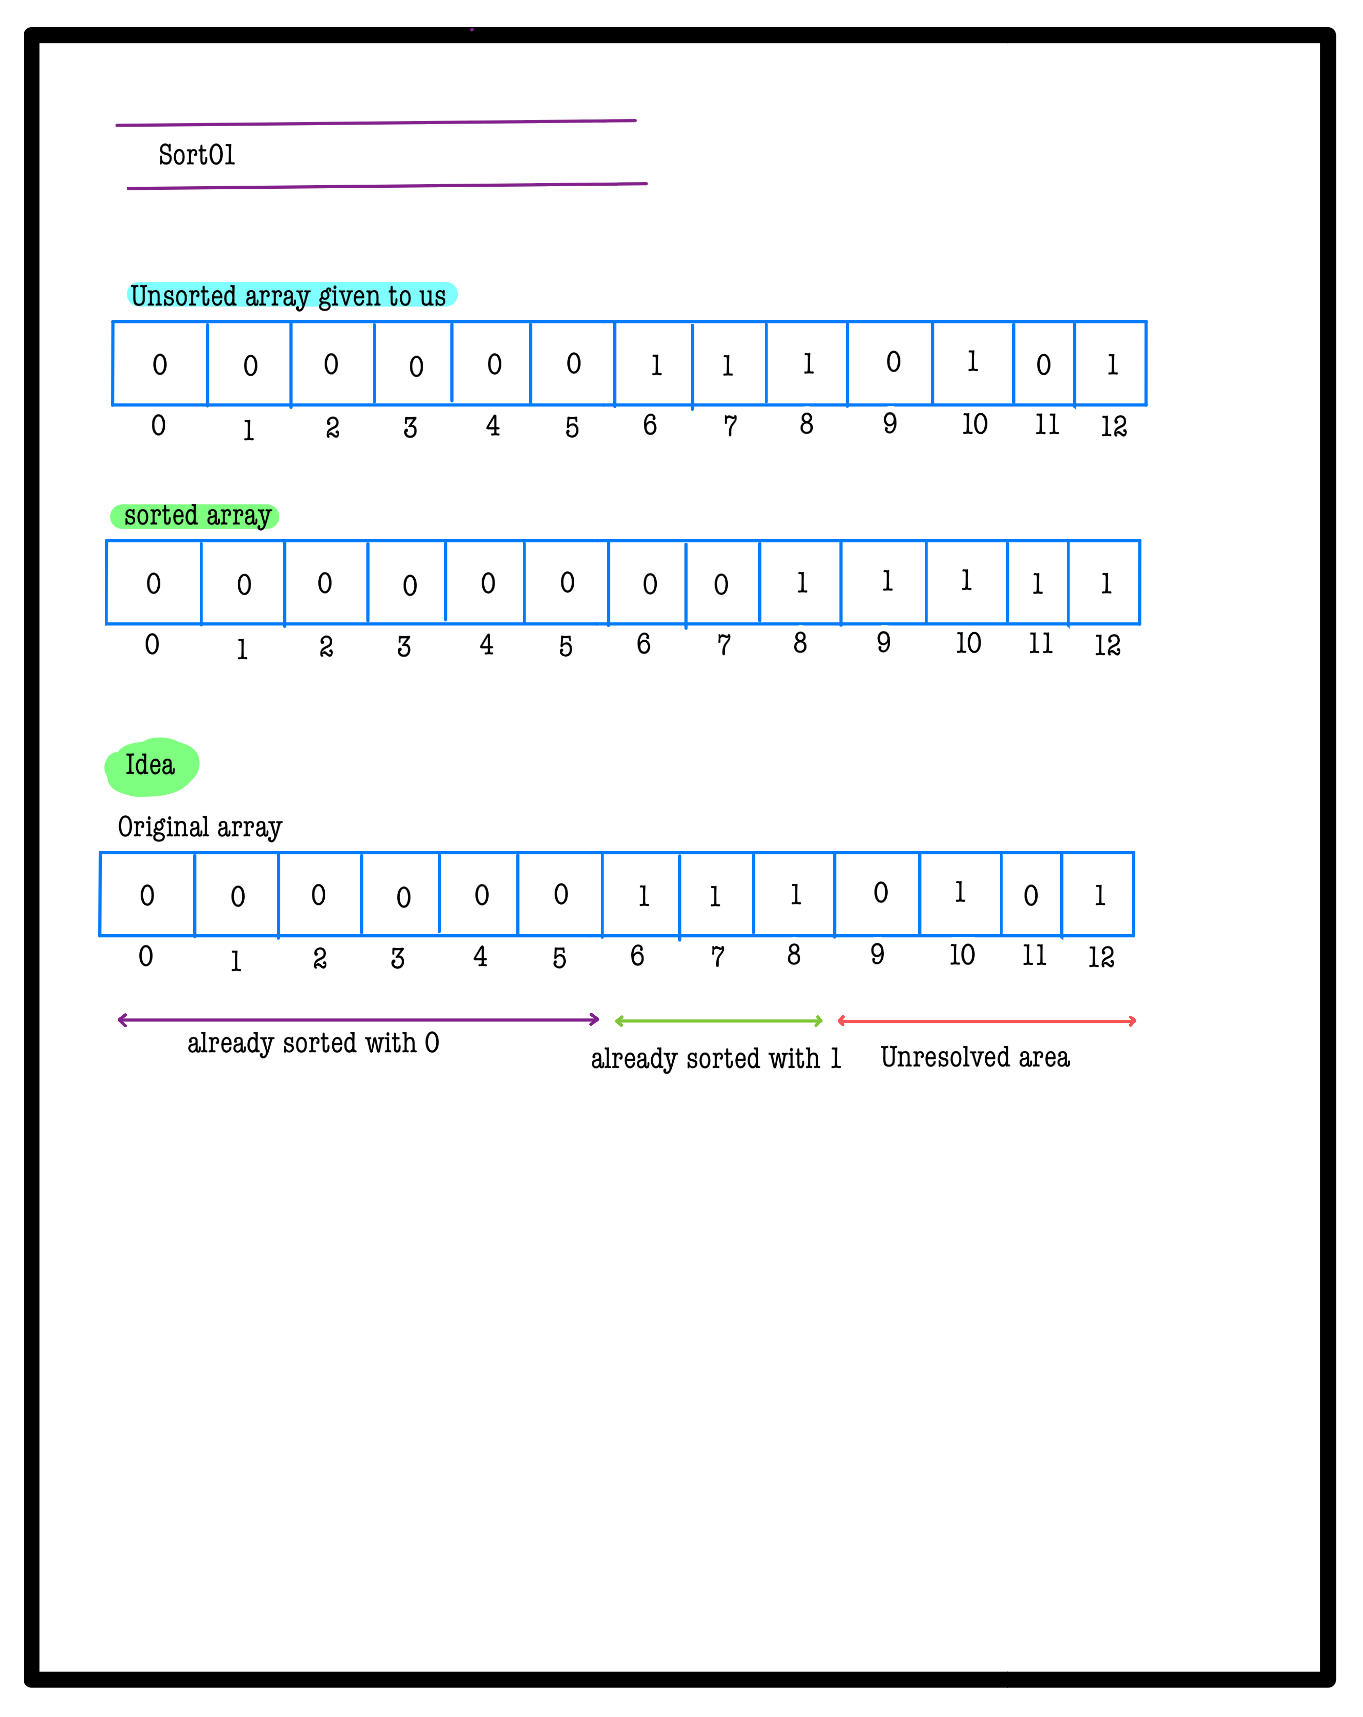 Sort01
Unsorted array given to us
0 0 0 0 0 0 1 1 1 0 1 0 1
0 1 2 3 4 5 6 7 8 9 10 11 12
sorted array
0 0 0 0 0 0 0 0 1 1 1 1 1
0 1 2 3 4 5 6 7 8 9 10 11 12
Idea
Original array
0 0 0 0 0 0 1 1 1 0 1 0 1
0 1 2 3 4 5 6 7 8 9 10 11 12
already sorted with 0
already sorted with 1
Unresolved area